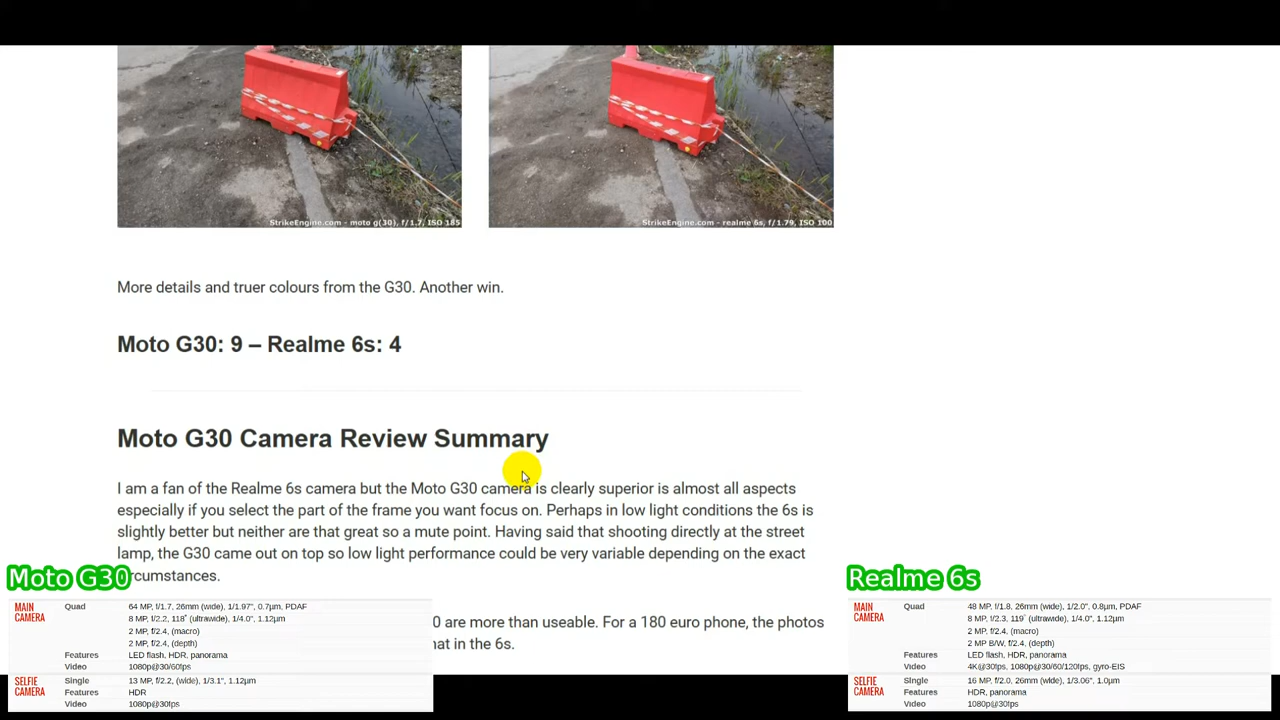 StrikeEngine.com - moto g(30), f/1.7, ISO 185
StrikeEngine.com - realme 6s, f/1.79, ISO 100
More details and truer colours from the G30. Another win.
Moto G30: 9 – Realme 6s: 4
Moto G30 Camera Review Summary
I am a fan of the Realme 6s camera but the Moto G30 camera is clearly superior is almost all aspects
especially if you select the part of the frame you want focus on. Perhaps in low light conditions the 6s is
slightly better but neither are that great so a mute point. Having said that shooting directly at the street
lamp, the G30 came out on top so low light performance could be very variable depending on the exact
rcumstances.
0 are more than useable. For a 180 euro phone, the photos
hat in the 6s.
Moto G30
MAIN CAMERA Quad 64 MP, f/1.7, 26mm (wide), 1/1.97", 0.7µm, PDAF
8 MP, f/2.2, 118˚ (ultrawide), 1/4.0", 1.12µm
2 MP, f/2.4, (macro)
2 MP, f/2.4, (depth)
Features LED flash, HDR, panorama
Video 1080p@30/60fps
SELFIE CAMERA Single 13 MP, f/2.2, (wide), 1/3.1", 1.12µm
Features HDR
Video 1080p@30fps
Realme 6s
MAIN CAMERA Quad 48 MP, f/1.8, 26mm (wide), 1/2.0", 0.8µm, PDAF
8 MP, f/2.3, 119˚ (ultrawide), 1/4.0", 1.12µm
2 MP, f/2.4, (macro)
2 MP B/W, f/2.4, (depth)
Features LED flash, HDR, panorama
Video 4K@30fps, 1080p@30/60/120fps, gyro-EIS
SELFIE CAMERA Single 16 MP, f/2.0, 26mm (wide), 1/3.06", 1.0µm
Features HDR, panorama
Video 1080p@30fps